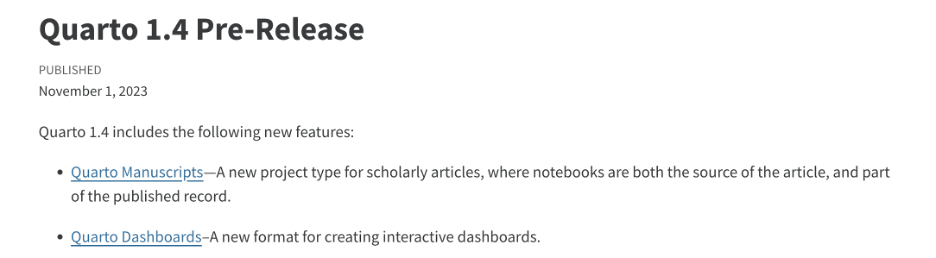 Quarto 1.4 Pre-Release
PUBLISHED
November 1, 2023
Quarto 1.4 includes the following new features:
• Quarto Manuscripts—A new project type for scholarly articles, where notebooks are both the source of the article, and part
of the published record.
• Quarto Dashboards–A new format for creating interactive dashboards.